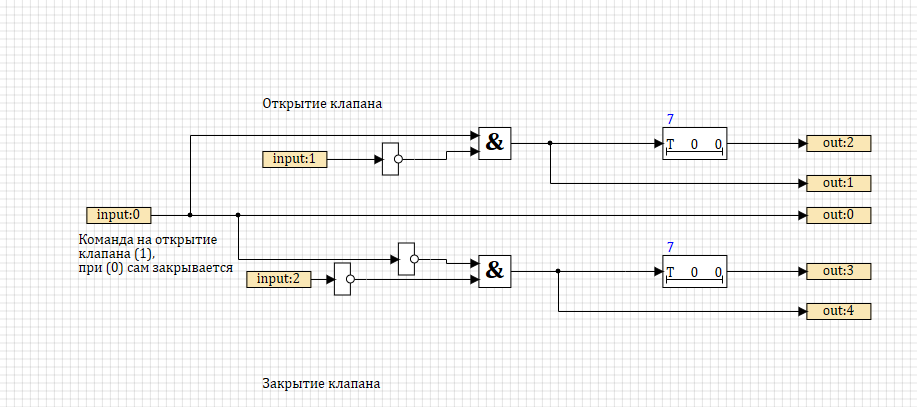 Открытие клапана
7
&
T 0 0
out:2
input:1
out:1
input:0
out:0
Команда на открытие
клапана (1),
при (0) сам закрывается
7
&
T 0 0
out:3
input:2
out:4
Закрытие клапана